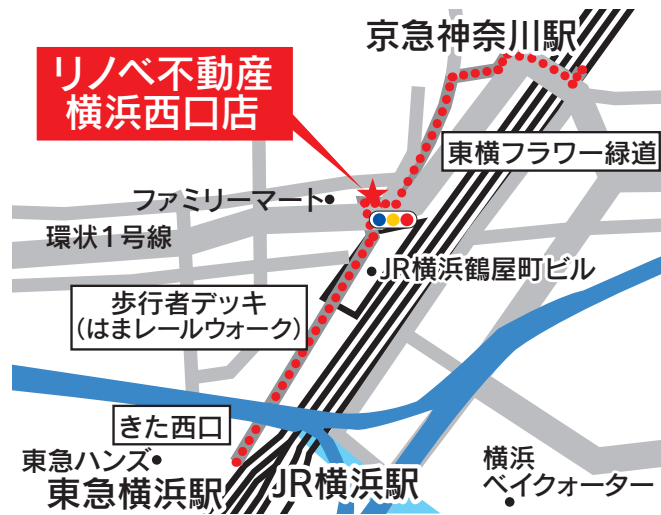 京急神奈川駅
リノベ不動産
横浜西口店
東横フラワー緑道
ファミリーマート
環状1号線
JR横浜鶴屋町ビル
歩行者デッキ
(はまレールウォーク)
きた西口
東急ハンズ
東急横浜駅
JR横浜駅
横浜
ベイクォーター